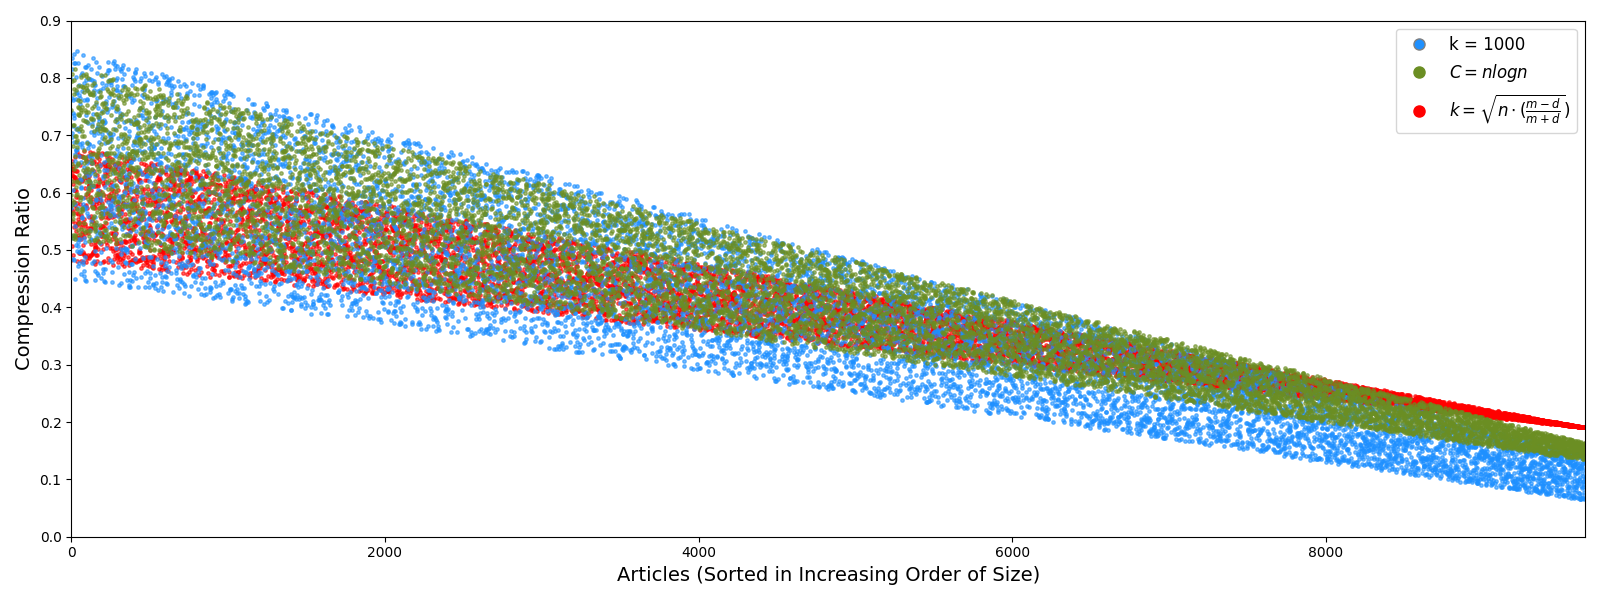 0.9
0.8
0.7
0.6
0.5
0.4
0.3
0.2
0.1
0.0
Compression Ratio
0 2000 4000 6000 8000
Articles (Sorted in Increasing Order of Size)
k = 1000
C = nlogn
k = √n · (m − d / m + d)